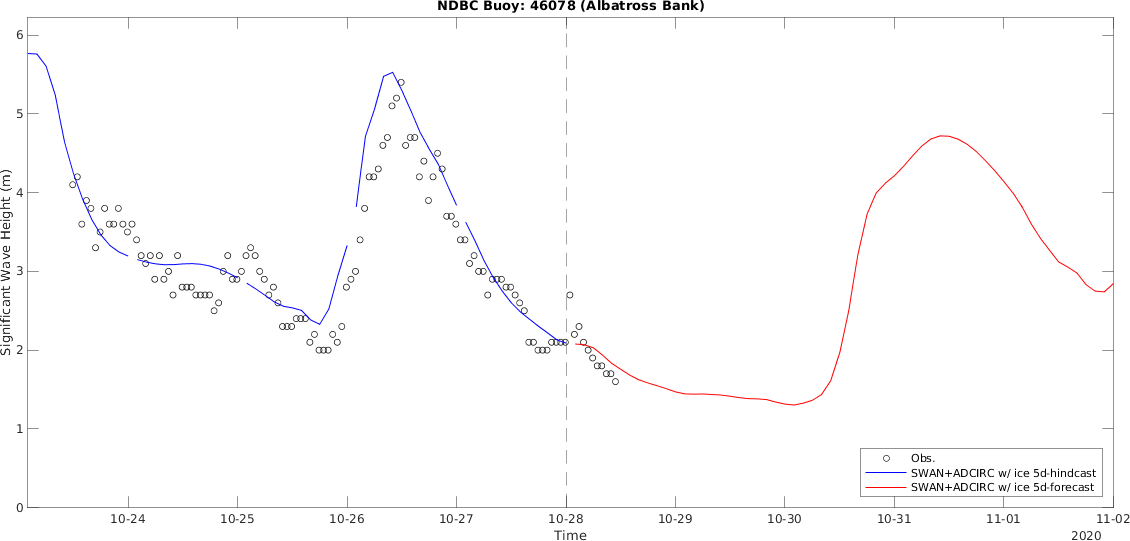 NDBC Buoy: 46078 (Albatross Bank)
Significant Wave Height (m)
6
5
4
3
2
1
0
Obs.
SWAN+ADCIRC w/ ice 5d-hindcast
SWAN+ADCIRC w/ ice 5d-forecast
10-24 10-25 10-26 10-27 10-28 10-29 10-30 10-31 11-01 11-02
Time 2020